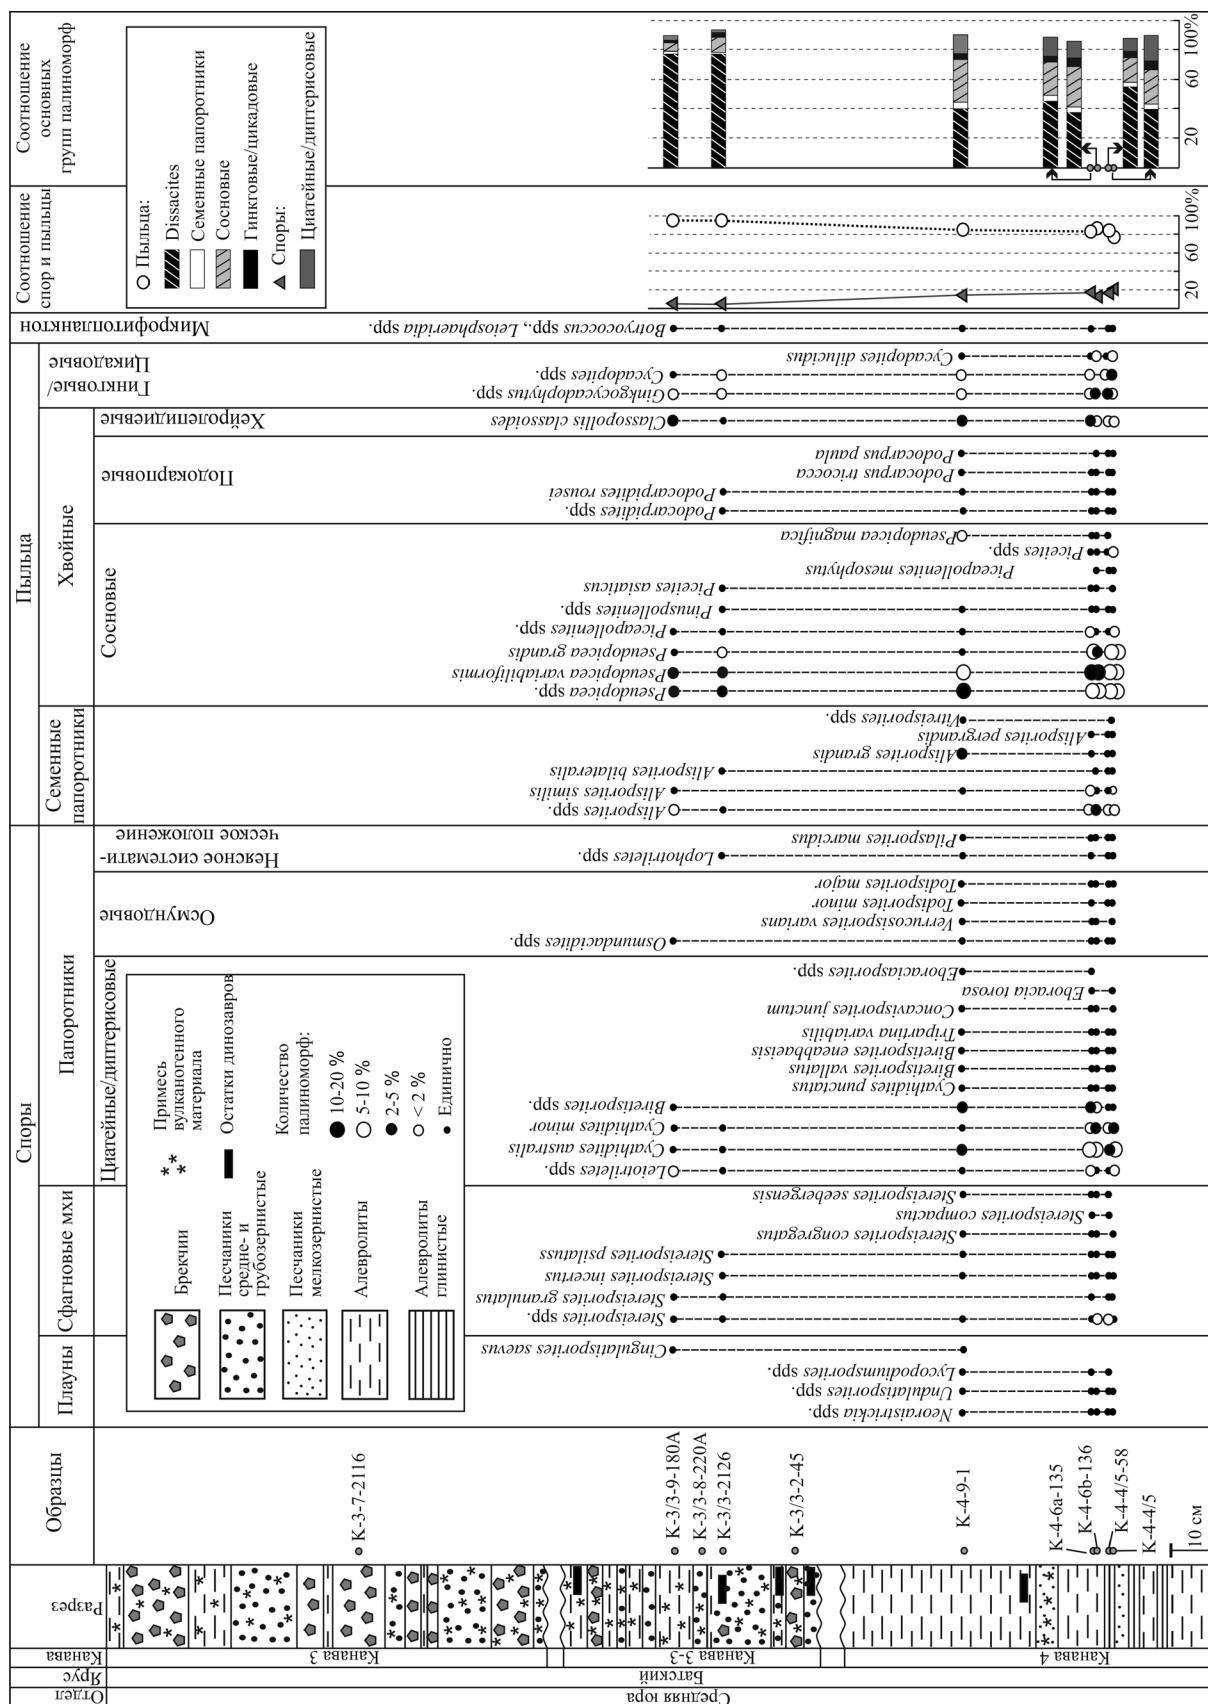 Отдел
Средняя юра
Ярус
Батский
Канава
Канава 3
Канава 3-3
Канава 4
Разрез
Образцы
К-3-7-2116
К-3/3-9-180А
К-3/3-8-220А
К-3/3-2126
К-3/3-2-45
К-4-9-1
К-4-6а-135
К-4-6b-136
К-4-4/5-58
К-4-4/5
10 см
Споры
Плауны
Neoraistrickia spp.
Undulatisporites spp.
Lycopodiumsporites spp.
Cingulatisporites saevus
Сфагновые мхи
Stereisporites spp.
Stereisporites granulatus
Stereisporites incertus
Stereisporites psilatuss
Stereisporites congregatus
Stereisporites compactus
Stereisporites seebergensis
Папоротники
Циатейные/диптерисовые
Leiotriletes spp.
Cyathidites australis
Cyathidites minor
Biretisporites spp.
Cyathidites punctatus
Biretisporites vallatus
Biretisporites eneabbaeisis
Tripartina variabilis
Concavisporites junctum
Eboracia torosa
Eboraciasporites spp.
Осмундовые
Osmundacidites spp.
Verrucosisporites varians
Todisporites minor
Todisporites major
Неясное системати-
ческое положение
Lophotriletes spp.
Pilasporites marcidus
Пыльца
Семенные
папоротники
Alisporites spp.
Alisporites similis
Alisporites bilateralis
Alisporites grandis
Alisporites pergrandis
Vitreisporites spp.
Хвойные
Сосновые
Pseudopicea spp.
Pseudopicea variabiliformis
Pseudopicea grandis
Piceapollenites spp.
Pinuspollenites spp.
Piceites asiaticus
Piceapollenites mesophytus
Piceites spp.
Pseudopicea magnifica
Подокарповые
Podocarpidites spp.
Podocarpidites rousei
Podocarpus tricocca
Podocarpus paula
Хейролепидиевые
Classopollis classoides
Гинкговые/
Цикадовые
Ginkgocycadophytus spp.
Cycadopites spp.
Cycadopites dilucidus
Микрофитопланктон
Botryococcus spp., Leiosphaeridia spp.
Соотношение
спор и пыльцы
20
60
100%
Соотношение
основных
групп палиноморф
20
60
100%
Пыльца:
Dissacites
Семенные папоротники
Сосновые
Гинкговые/цикадовые
Споры:
Циатейные/диптерисовые
Брекчии
Песчаники
средне- и
грубозернистые
Песчаники
мелкозернистые
Алевролиты
Алевролиты
глинистые
Примесь
вулканогенного
материала
Остатки динозавров
Количество
палиноморф:
10-20 %
5-10 %
2-5 %
< 2 %
Единично